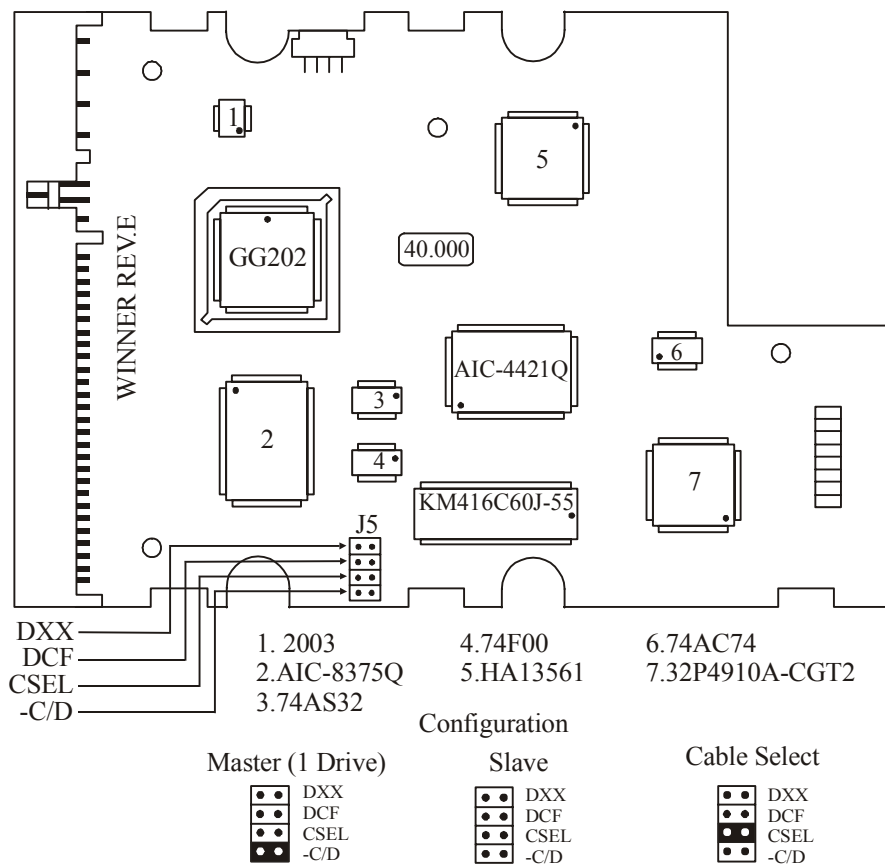 1
5
GG202
40.000
WINNER REV.E
AIC-4421Q
6
3
2
4
7
KM416C60J-55
J5
DXX
DCF
CSEL
-C/D
1. 2003
2.AIC-8375Q
3.74AS32
4.74F00
5.HA13561
6.74AC74
7.32P4910A-CGT2
Configuration
Master (1 Drive)
DXX
DCF
CSEL
-C/D
Slave
DXX
DCF
CSEL
-C/D
Cable Select
DXX
DCF
CSEL
-C/D